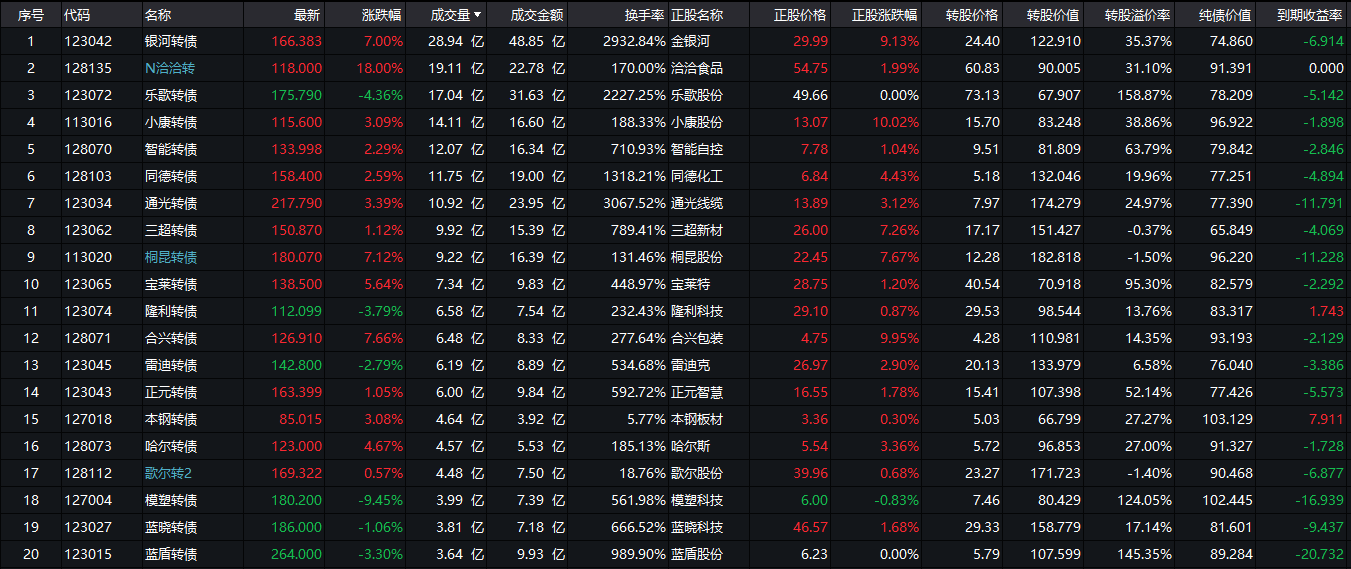 序号 代码 名称 最新 涨跌幅 成交量 成交金额 换手率 正股名称 正股价格 正股涨跌幅 转股价格 转股价值 转股溢价率 纯债价值 到期收益率
1 123042 银河转债 166.383 7.00% 28.94 亿 48.85 亿 2932.84% 金银河 29.99 9.13% 24.40 122.910 35.37% 74.860 -6.914
2 128135 N洽洽转 118.000 18.00% 19.11 亿 22.78 亿 170.00% 洽洽食品 54.75 1.99% 60.83 90.005 31.10% 91.391 0.000
3 123072 乐歌转债 175.790 -4.36% 17.04 亿 31.63 亿 2227.25% 乐歌股份 49.66 0.00% 73.13 67.907 158.87% 78.209 -5.142
4 113016 小康转债 115.600 3.09% 14.11 亿 16.60 亿 188.33% 小康股份 13.07 10.02% 15.70 83.248 38.86% 96.922 -1.898
5 128070 智能转债 133.998 2.29% 12.07 亿 16.34 亿 710.93% 智能自控 7.78 1.04% 9.51 81.809 63.79% 79.842 -2.846
6 128103 同德转债 158.400 2.59% 11.75 亿 19.00 亿 1318.21% 同德化工 6.84 4.43% 5.18 132.046 19.96% 77.251 -4.894
7 123034 通光转债 217.790 3.39% 10.92 亿 23.95 亿 3067.52% 通光线缆 13.89 3.12% 7.97 174.279 24.97% 77.390 -11.791
8 123062 三超转债 150.870 1.12% 9.92 亿 15.39 亿 789.41% 三超新材 26.00 7.26% 17.17 151.427 -0.37% 65.849 -4.069
9 113020 桐昆转债 180.070 7.12% 9.22 亿 16.39 亿 131.46% 桐昆股份 22.45 7.67% 12.28 182.818 -1.50% 96.220 -11.228
10 123065 宝莱转债 138.500 5.64% 7.34 亿 9.83 亿 448.97% 宝莱特 28.75 1.20% 40.54 70.918 95.30% 82.579 -2.292
11 123074 隆利转债 112.099 -3.79% 6.58 亿 7.54 亿 232.43% 隆利科技 29.10 0.87% 29.53 98.544 13.76% 83.317 1.743
12 128071 合兴转债 126.910 7.66% 6.48 亿 8.33 亿 277.64% 合兴包装 4.75 9.95% 4.28 110.981 14.35% 93.193 -2.129
13 123045 雷迪转债 142.800 -2.79% 6.19 亿 8.89 亿 534.68% 雷迪克 26.97 2.90% 20.13 133.979 6.58% 76.040 -3.386
14 123043 正元转债 163.399 1.05% 6.00 亿 9.84 亿 592.72% 正元智慧 16.55 1.78% 15.41 107.398 52.14% 77.426 -5.573
15 127018 本钢转债 85.015 3.08% 4.64 亿 3.92 亿 5.77% 本钢板材 3.36 0.30% 5.03 66.799 27.27% 103.129 7.911
16 128073 哈尔转债 123.000 4.67% 4.57 亿 5.53 亿 185.13% 哈尔斯 5.54 3.36% 5.72 96.853 27.00% 91.327 -1.728
17 128112 歌尔转2 169.322 0.57% 4.48 亿 7.50 亿 18.76% 歌尔股份 39.96 0.68% 23.27 171.723 -1.40% 90.468 -6.877
18 127004 模塑转债 180.200 -9.45% 3.99 亿 7.39 亿 561.98% 模塑科技 6.00 -0.83% 7.46 80.429 124.05% 102.445 -16.939
19 123027 蓝晓转债 186.000 -1.06% 3.81 亿 7.18 亿 666.52% 蓝晓科技 46.57 1.68% 29.33 158.779 17.14% 81.601 -9.437
20 123015 蓝盾转债 264.000 -3.30% 3.64 亿 9.93 亿 989.90% 蓝盾股份 6.23 0.00% 5.79 107.599 145.35% 89.284 -20.732